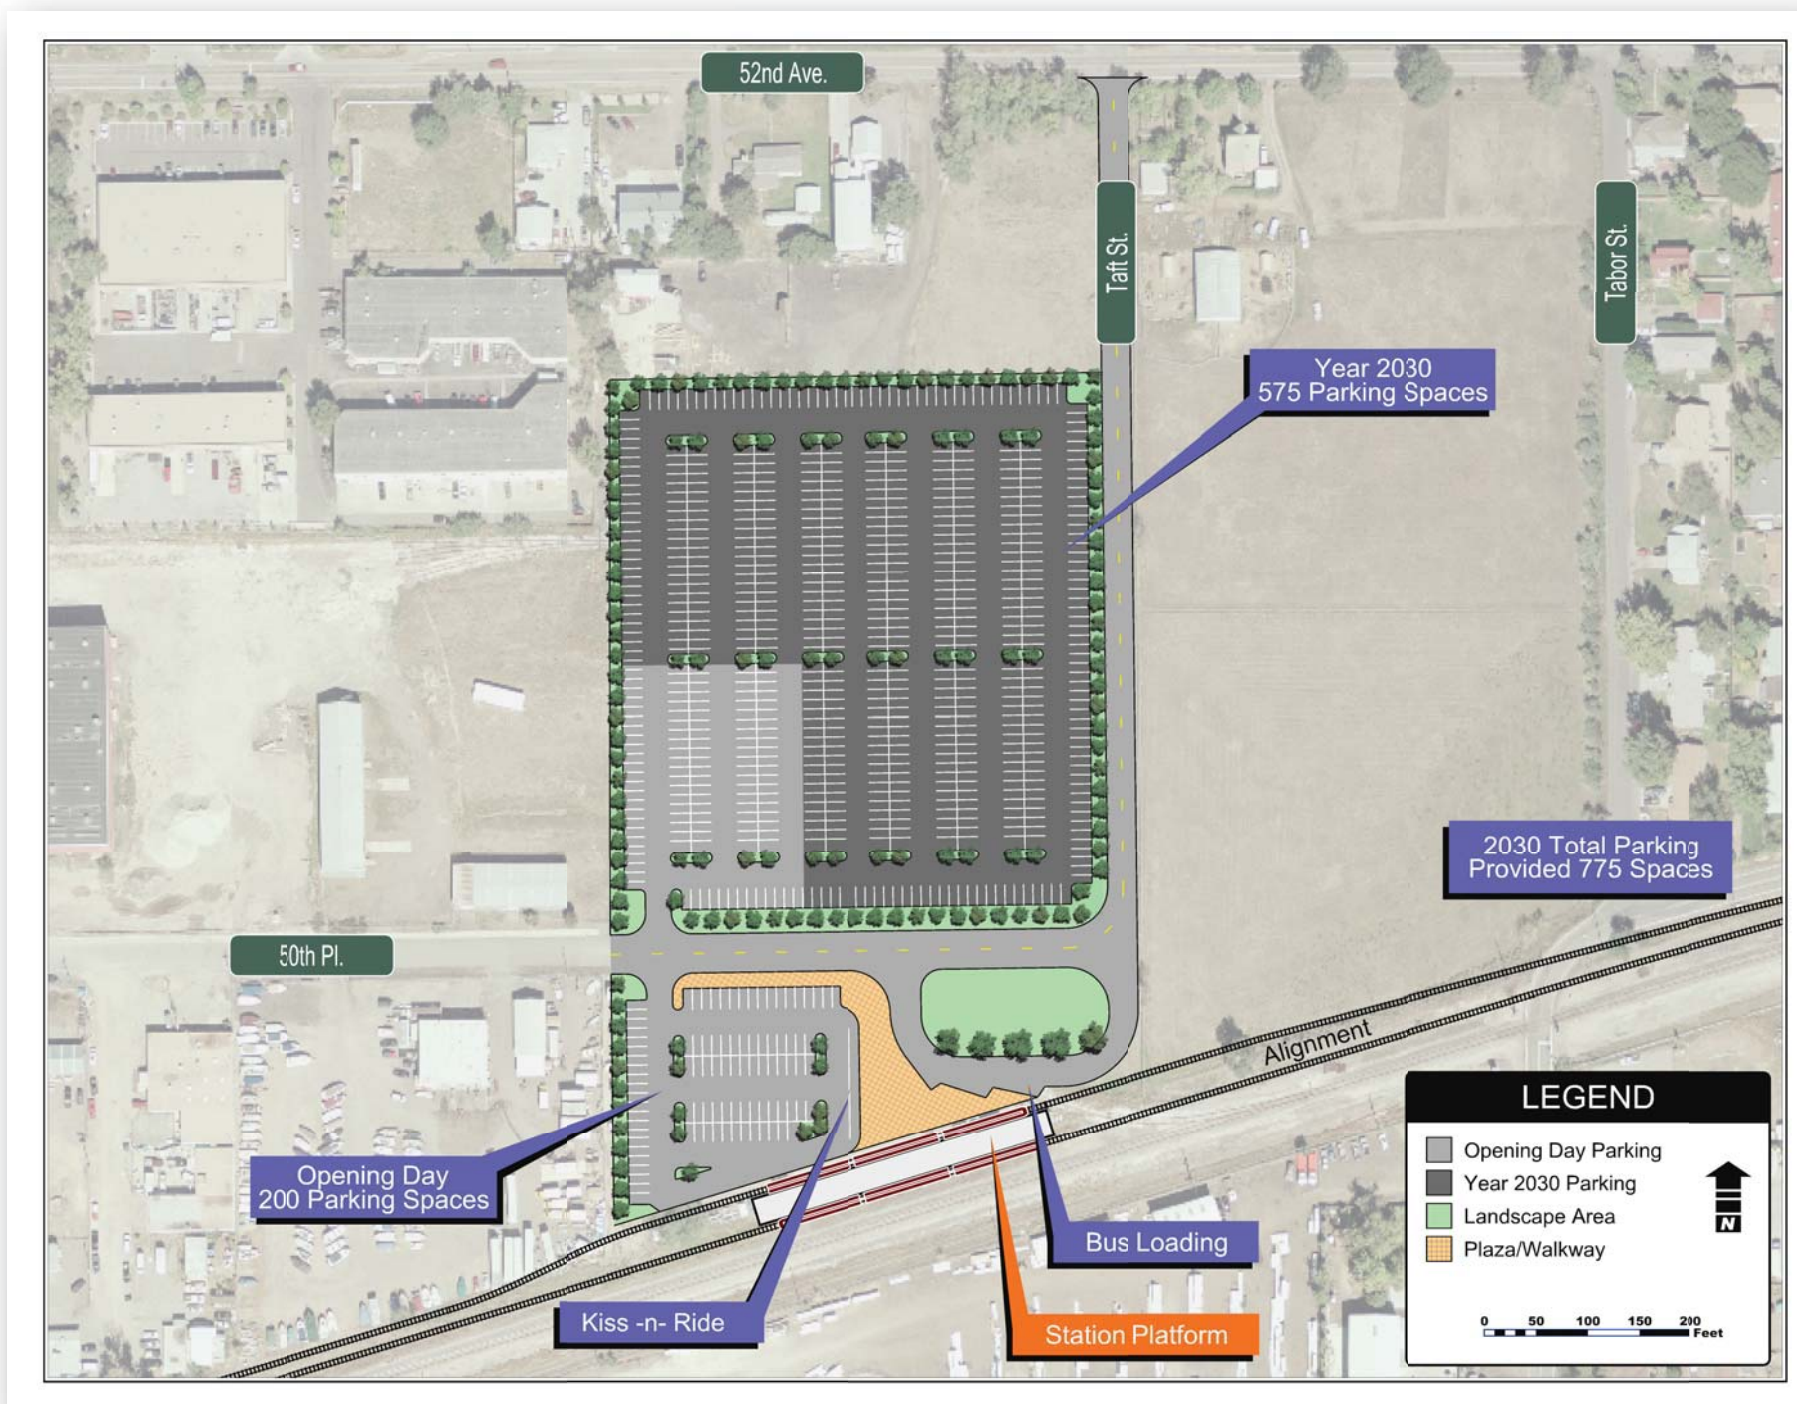 52nd Ave.
Taft St.
Tabor St.
Year 2030
575 Parking Spaces
2030 Total Parking
Provided 775 Spaces
50th Pl.
Alignment
Opening Day
200 Parking Spaces
Bus Loading
Kiss -n- Ride
Station Platform
LEGEND
Opening Day Parking
Year 2030 Parking
Landscape Area
Plaza/Walkway
N
0 50 100 150 200
Feet